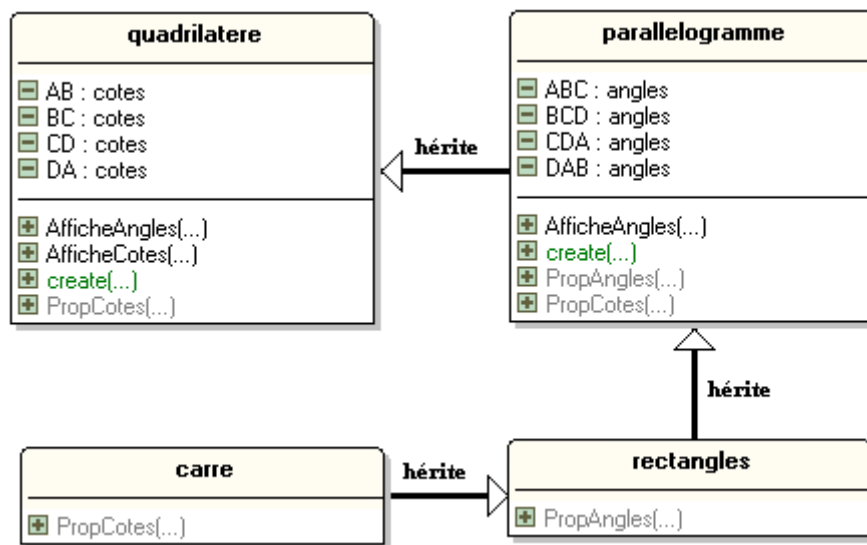 quadrilatere
AB : cotes
BC : cotes
CD : cotes
DA : cotes
AfficheAngles(...)
AfficheCotes(...)
create(...)
PropCotes(...)
hérite
parallelogramme
ABC : angles
BCD : angles
CDA : angles
DAB : angles
AfficheAngles(...)
create(...)
PropAngles(...)
PropCotes(...)
hérite
carre
PropCotes(...)
hérite
rectangles
PropAngles(...)